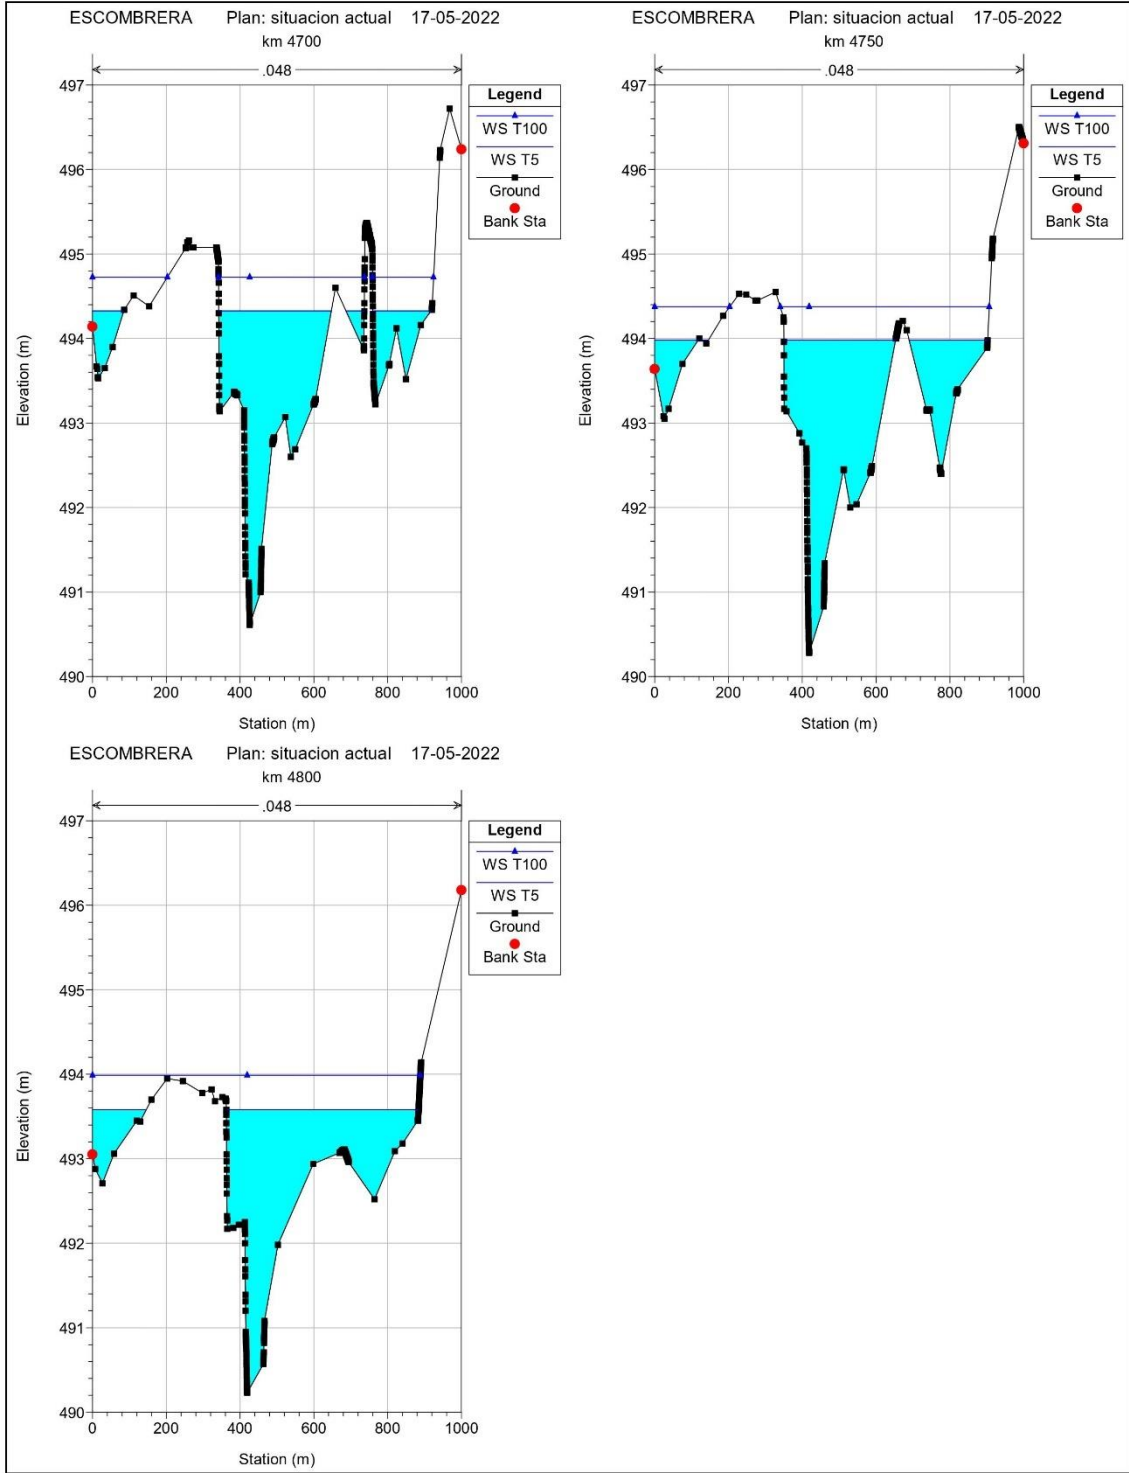 ESCOMBRERA Plan: situacion actual 17-05-2022
km 4700
.048
497
496
495
494
493
492
491
490
Elevation (m)
0 200 400 600 800 1000
Station (m)
Legend
WS T100
WS T5
Ground
Bank Sta
ESCOMBRERA Plan: situacion actual 17-05-2022
km 4750
.048
497
496
495
494
493
492
491
490
Elevation (m)
0 200 400 600 800 1000
Station (m)
Legend
WS T100
WS T5
Ground
Bank Sta
ESCOMBRERA Plan: situacion actual 17-05-2022
km 4800
.048
497
496
495
494
493
492
491
490
Elevation (m)
0 200 400 600 800 1000
Station (m)
Legend
WS T100
WS T5
Ground
Bank Sta